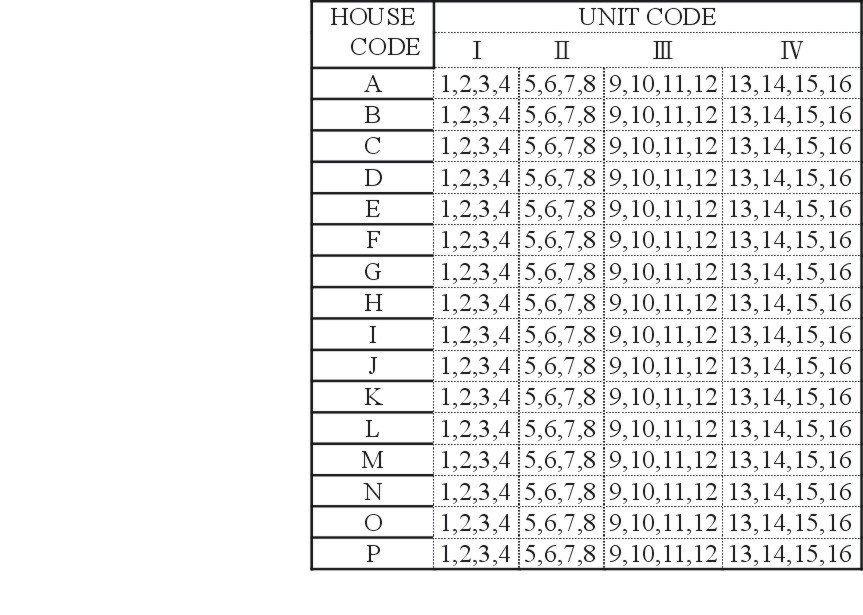 HOUSE UNIT CODE
CODE Ⅰ Ⅱ Ⅲ Ⅳ
A 1,2,3,4 5,6,7,8 9,10,11,12 13,14,15,16
B 1,2,3,4 5,6,7,8 9,10,11,12 13,14,15,16
C 1,2,3,4 5,6,7,8 9,10,11,12 13,14,15,16
D 1,2,3,4 5,6,7,8 9,10,11,12 13,14,15,16
E 1,2,3,4 5,6,7,8 9,10,11,12 13,14,15,16
F 1,2,3,4 5,6,7,8 9,10,11,12 13,14,15,16
G 1,2,3,4 5,6,7,8 9,10,11,12 13,14,15,16
H 1,2,3,4 5,6,7,8 9,10,11,12 13,14,15,16
I 1,2,3,4 5,6,7,8 9,10,11,12 13,14,15,16
J 1,2,3,4 5,6,7,8 9,10,11,12 13,14,15,16
K 1,2,3,4 5,6,7,8 9,10,11,12 13,14,15,16
L 1,2,3,4 5,6,7,8 9,10,11,12 13,14,15,16
M 1,2,3,4 5,6,7,8 9,10,11,12 13,14,15,16
N 1,2,3,4 5,6,7,8 9,10,11,12 13,14,15,16
O 1,2,3,4 5,6,7,8 9,10,11,12 13,14,15,16
P 1,2,3,4 5,6,7,8 9,10,11,12 13,14,15,16